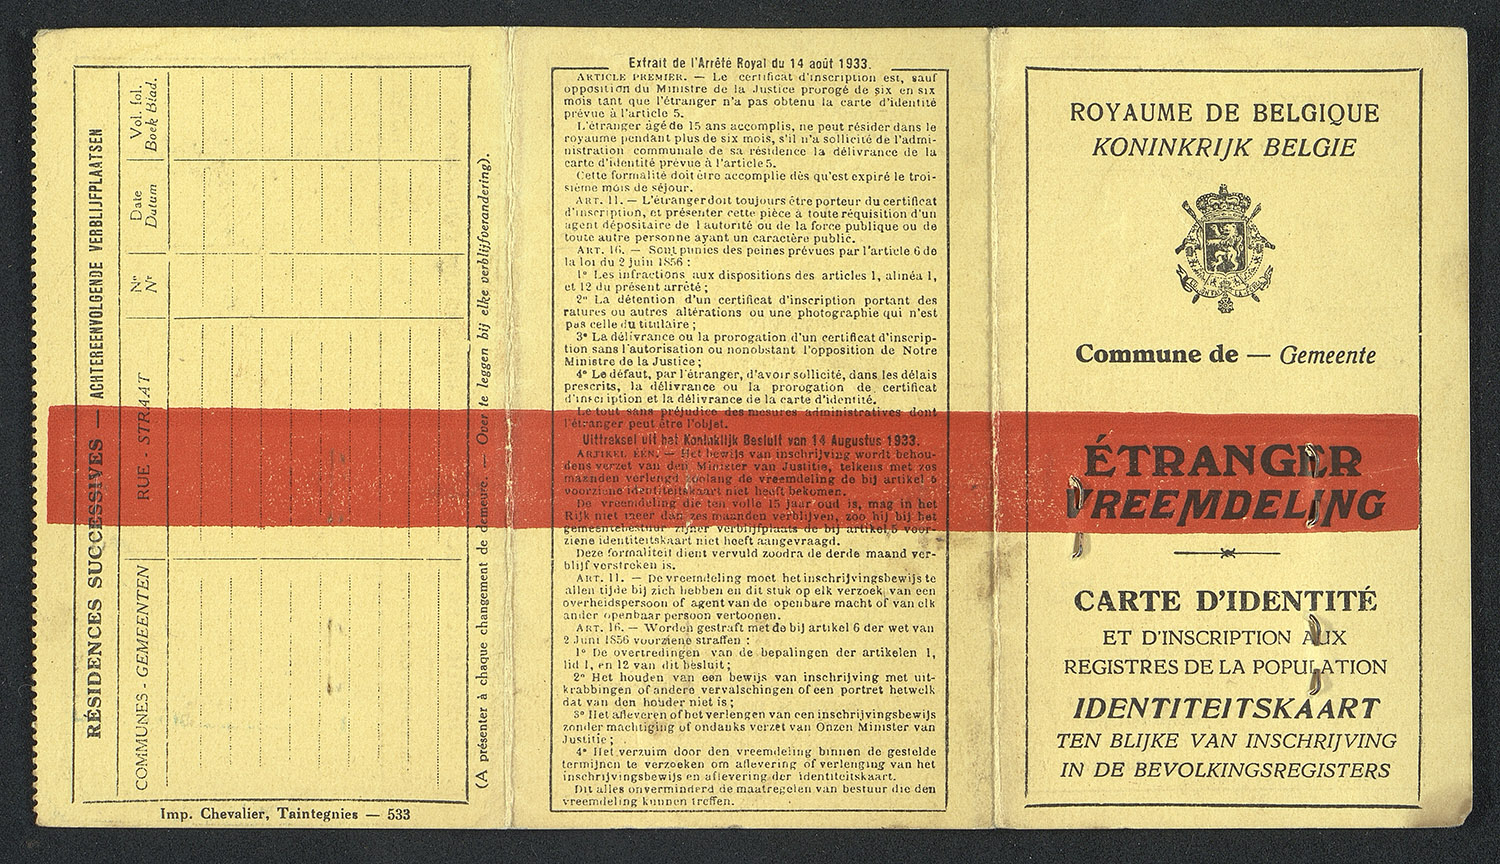 RÉSIDENCES SUCCESSIVES — ACHTEREENVOLGENDE VERBLIJFPLAATSEN
COMMUNES - GEMEENTEN
RUE - STRAAT
Nº
Nr
Date
Datum
Vol. fol.
Boek Blad.
(A présenter à chaque changement de demeure. — Over te leggen bij elke verblijfverandering).
Imp. Chevalier, Taintegnies — 533
Extrait de l'Arrêté Royal du 14 août 1933.
ARTICLE PREMIER. — Le certificat d'inscription est, sauf
opposition du Ministre de la Justice prorogé de six en six
mois tant que l'étranger n'a pas obtenu la carte d'identité
prévue à l'article 5.
L'étranger âgé de 15 ans accomplis, ne peut résider dans le
royaume pendant plus de six mois, s'il n'a sollicité de l'admi-
nistration communale de sa résidence la délivrance de la
carte d'identité prévue à l'article 5.
Cette formalité doit être accomplie dès qu'est expiré le troi-
sième mois de séjour.
ART. 11. — L'étranger doit toujours être porteur du certificat
d'inscription, et présenter cette pièce à toute réquisition d'un
agent dépositaire de l autorité ou de la force publique ou de
toute autre personne ayant un caractère public.
ART. 16. — Sont punies des peines prévues par l'article 6 de
la loi du 2 juin 1856 :
1º Les infractions aux dispositions des articles 1, alinéa 1,
et 12 du présent arrêté ;
2º La détention d'un certificat d'inscription portant des
ratures ou autres altérations ou une photographie qui n'est
pas celle du titulaire ;
3º La délivrance ou la prorogation d'un certificat d'inscrip-
tion sans l'autorisation ou nonobstant l'opposition de Notre
Ministre de la Justice ;
4º Le défaut, par l'étranger, d'avoir sollicité, dans les délais
prescrits, la délivrance ou la prorogation de certificat
d'inscription et la délivrance de la carte d'identité.
Le tout sans préjudice des mesures administratives dont
l'étranger peut être l'objet.
Uittreksel uit het Koninklijk Besluit van 14 Augustus 1933.
ARTIKEL ÉÉN. — Het bewijs van inschrijving wordt behou-
dens verzet van den Minister van Justitie, telkens met zes
maanden verlengd zoolang de vreemdeling de bij artikel 5
voorziene identiteitskaart niet heeft bekomen.
De vreemdeling die ten volle 15 jaar oud is, mag in het
Rijk niet meer dan zes maanden verblijven, zoo hij bij het
gemeentebestuur zijner verblijfplaats de bij artikel 5 voor-
ziene identiteitskaart niet heeft aangevraagd.
Deze formaliteit dient vervuld zoodra de derde maand ver-
blijf verstreken is.
ART. 11. — De vreemdeling moet het inschrijvingsbewijs te
allen tijde bij zich hebben en dit stuk op elk verzoek van een
overheidspersoon of agent van de openbare macht of van elk
ander openbaar persoon vertoonen.
ART. 16. — Worden gestraft met de bij artikel 6 der wet van
2 Juni 1856 voorziene straffen :
1º De overtredingen van de bepalingen der artikelen 1,
lid 1, en 12 van dit besluit ;
2º Het houden van een bewijs van inschrijving met uit-
krabbingen of andere vervalschingen of een portret hetwelk
dat van den houder niet is ;
3º Het afleveren of het verlengen van een inschrijvingsbewijs
zonder machtiging of ondanks verzet van Onzen Minister van
Justitie ;
4º Het verzuim door den vreemdeling binnen de gestelde
termijnen te verzoeken om aflevering of verlenging van het
inschrijvingsbewijs en aflevering der identiteitskaart.
Dit alles onverminderd de maatregelen van bestuur die den
vreemdeling kunnen treffen.
ROYAUME DE BELGIQUE
KONINKRIJK BELGIE
Commune de — Gemeente
ÉTRANGER
VREEMDELING
CARTE D'IDENTITÉ
ET D'INSCRIPTION AUX
REGISTRES DE LA POPULATION
IDENTITEITSKAART
TEN BLIJKE VAN INSCHRIJVING
IN DE BEVOLKINGSREGISTERS